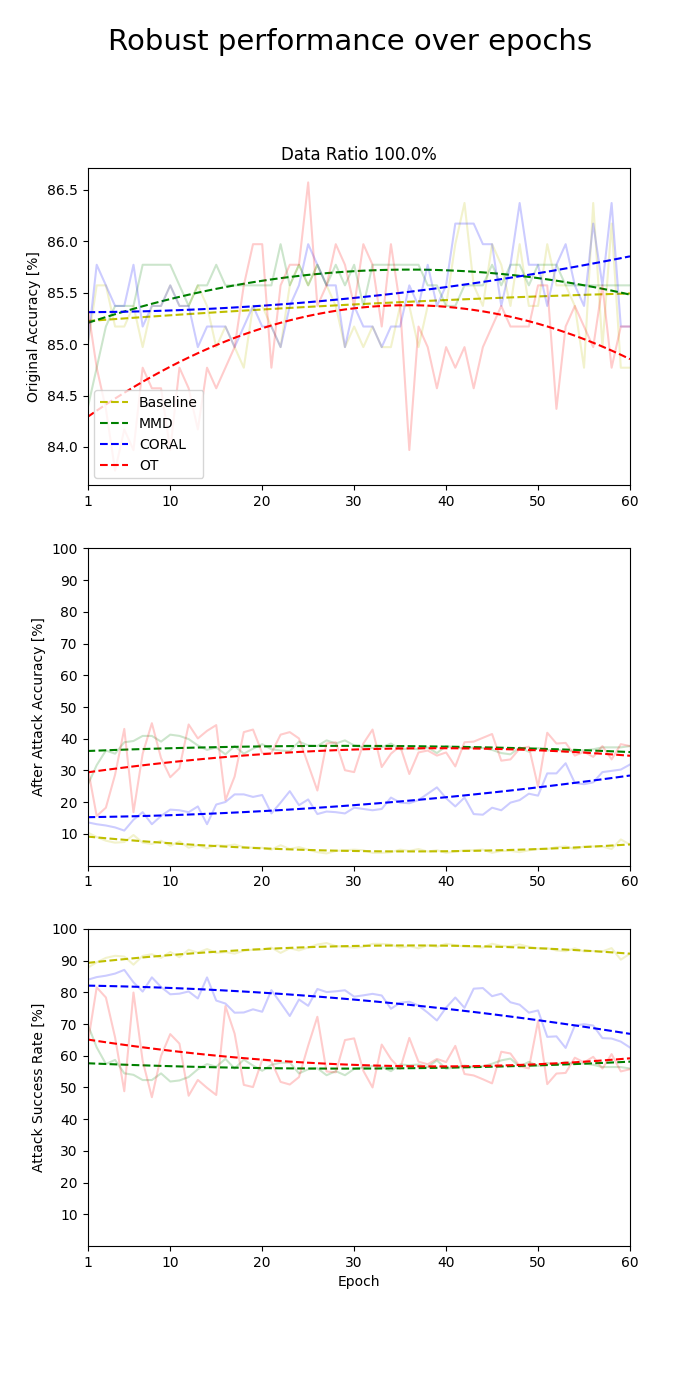 Robust performance over epochs
Data Ratio 100.0%
Original Accuracy [%]
86.5
86.0
85.5
85.0
84.5
84.0
Baseline
MMD
CORAL
OT
1 10 20 30 40 50 60
After Attack Accuracy [%]
100
90
80
70
60
50
40
30
20
10
1 10 20 30 40 50 60
Attack Success Rate [%]
100
90
80
70
60
50
40
30
20
10
1 10 20 30 40 50 60
Epoch